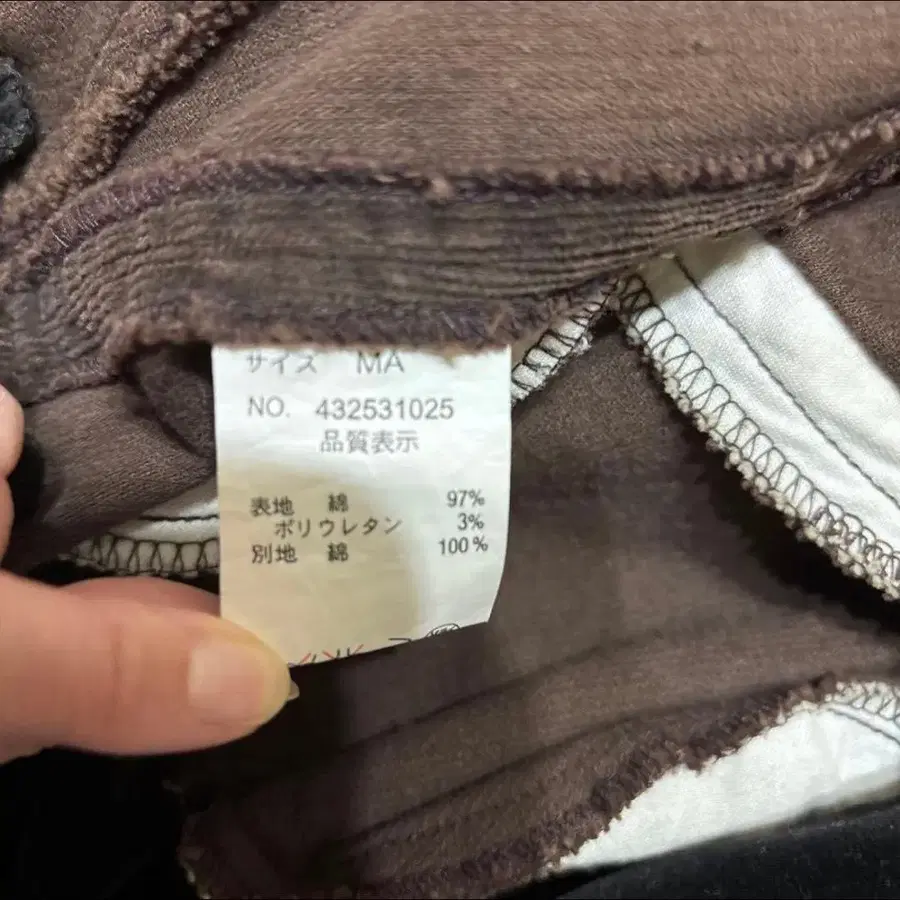 サイズ MA
NO. 432531025
品質表示
表地 綿 97%
ポリウレタン 3%
別地 綿 100%